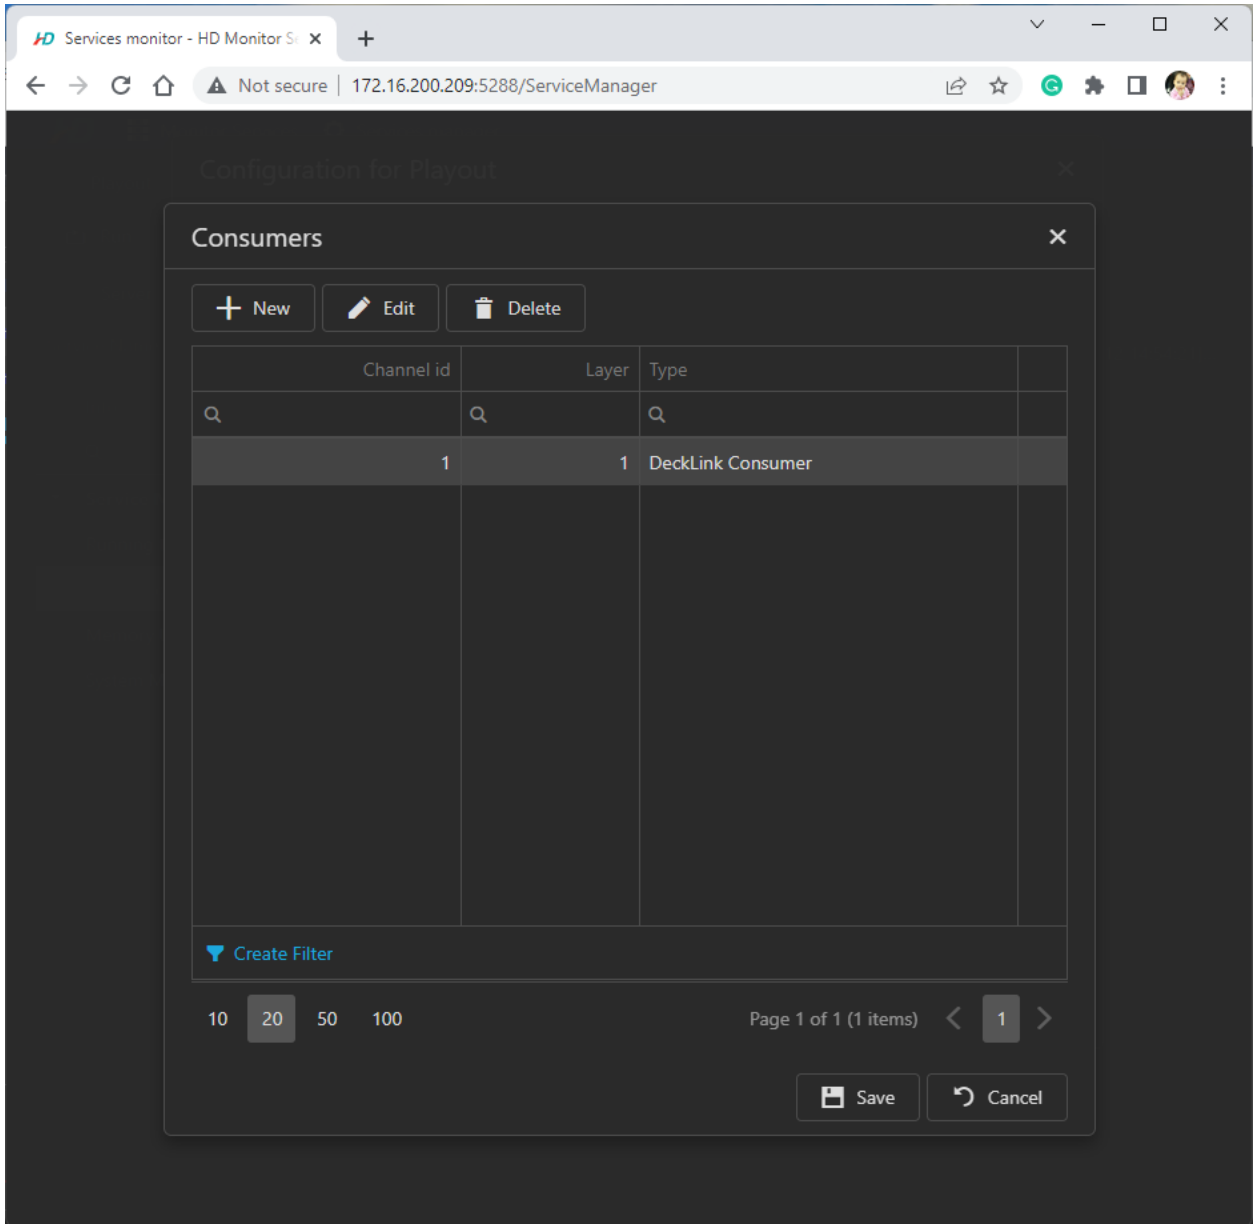 HD Services monitor - HD Monitor S
Not secure | 172.16.200.209:5288/ServiceManager
Configuration for Playout
Consumers
New Edit Delete
Channel id Layer Type
1 1 DeckLink Consumer
Create Filter
10 20 50 100 Page 1 of 1 (1 items) 1
Save Cancel